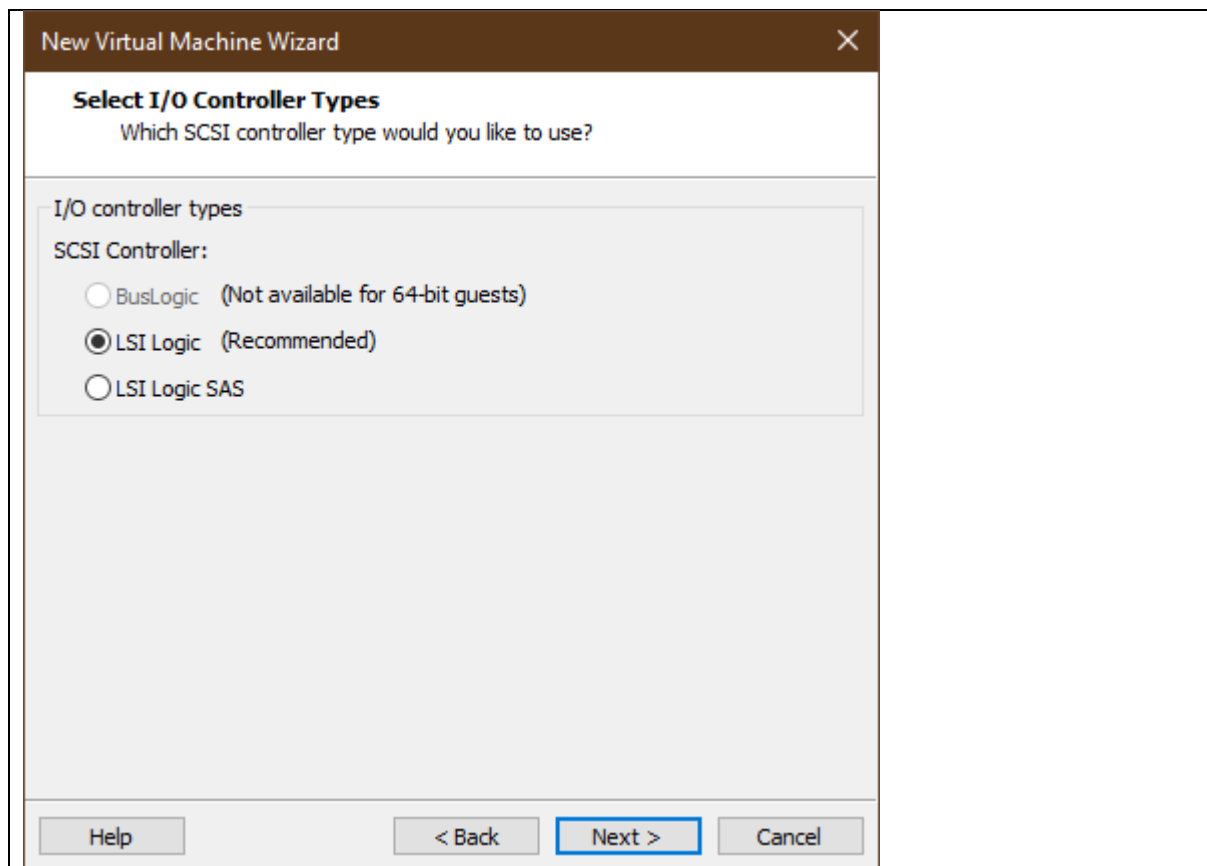 New Virtual Machine Wizard
Select I/O Controller Types
Which SCSI controller type would you like to use?
I/O controller types
SCSI Controller:
BusLogic (Not available for 64-bit guests)
LSI Logic (Recommended)
LSI Logic SAS
Help < Back Next > Cancel